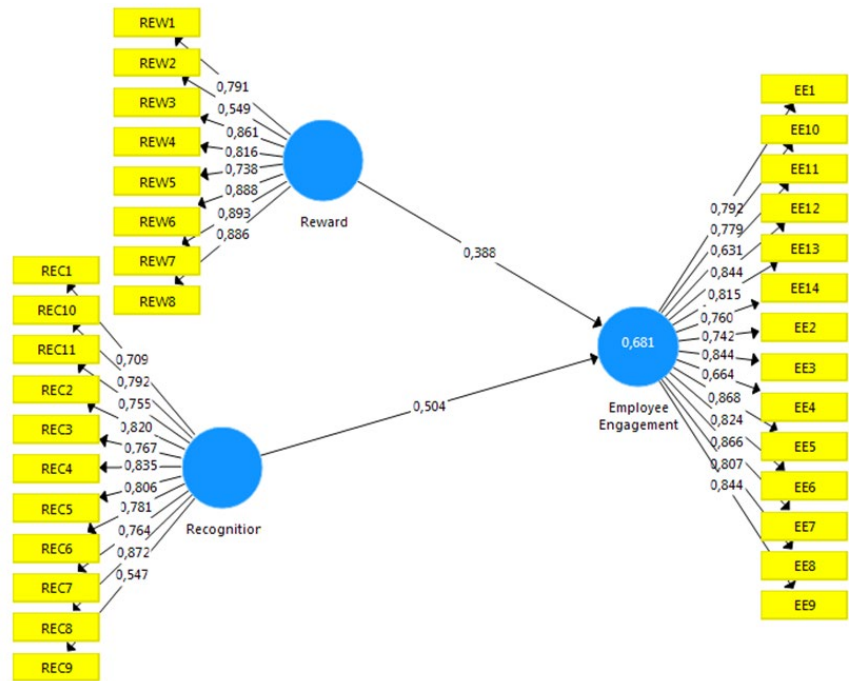 REW1
REW2
REW3
REW4
REW5
REW6
REW7
REW8
0,791
0,549
0,861
0,816
0,738
0,888
0,893
0,886
Reward
0,388
REC1
REC10
REC11
REC2
REC3
REC4
REC5
REC6
REC7
REC8
REC9
0,709
0,792
0,755
0,820
0,767
0,835
0,806
0,781
0,764
0,872
0,547
Recognitior
0,504
0,681
Employee
Engagement
0,792
0,779
0,631
0,844
0,815
0,760
0,742
0,844
0,664
0,868
0,824
0,866
0,807
0,844
EE1
EE10
EE11
EE12
EE13
EE14
EE2
EE3
EE4
EE5
EE6
EE7
EE8
EE9